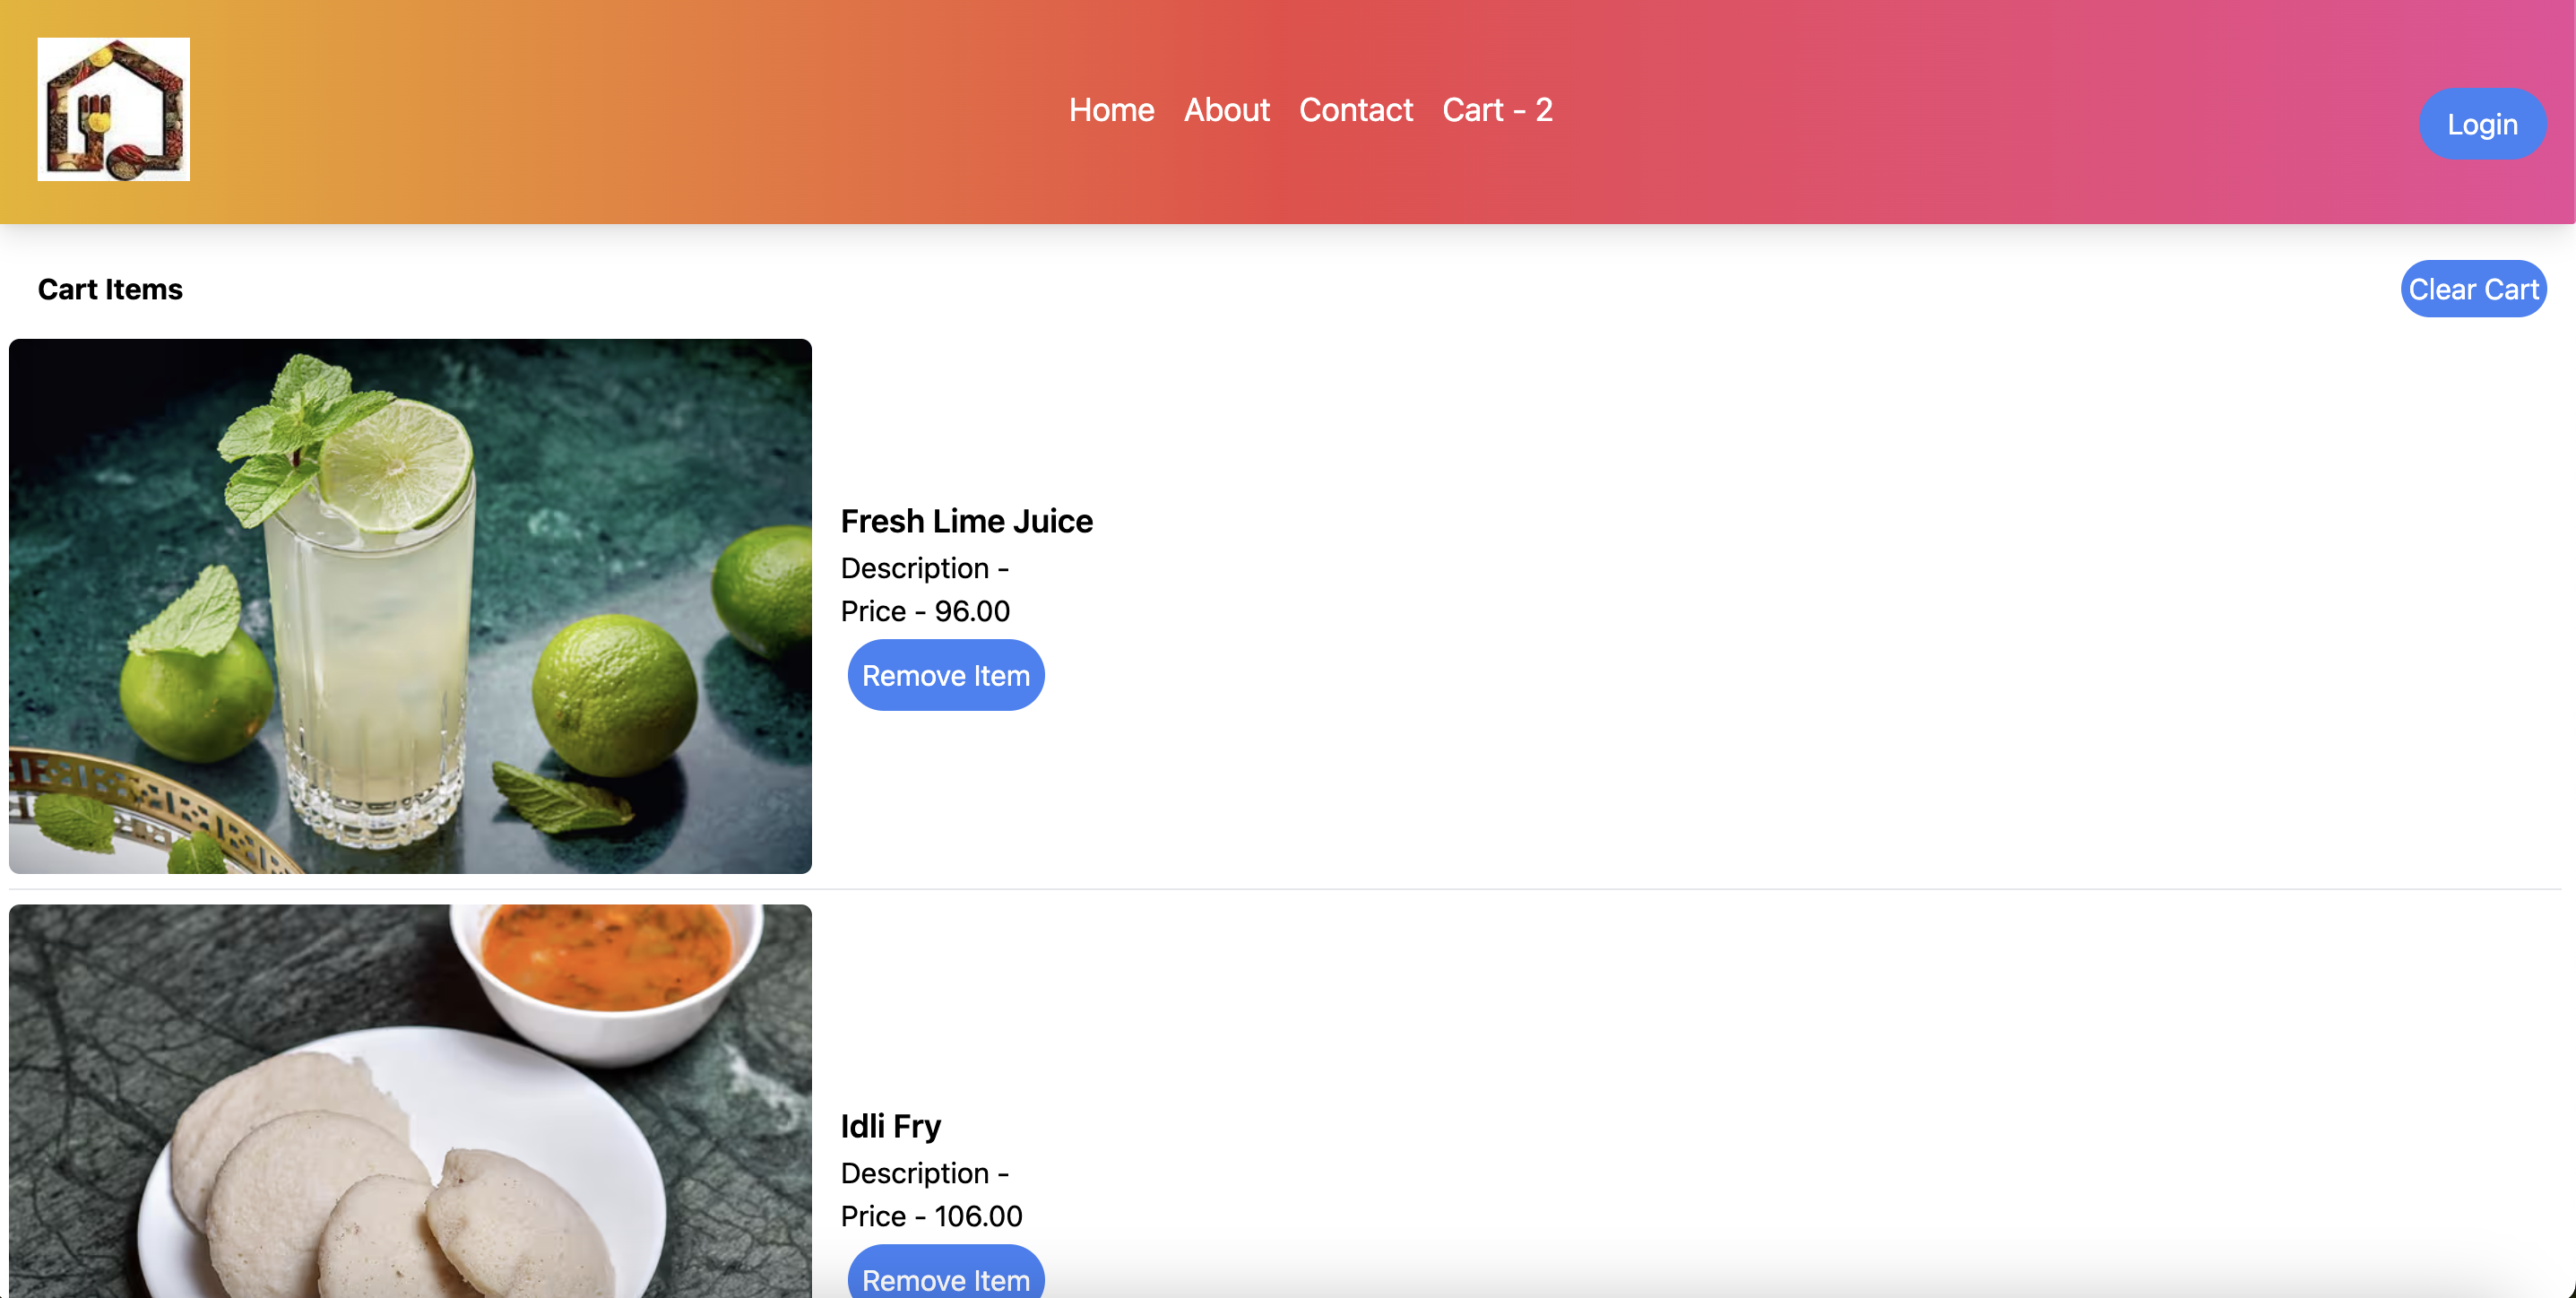 Home About Contact Cart - 2
Login
Cart Items
Clear Cart
Fresh Lime Juice
Description -
Price - 96.00
Remove Item
Idli Fry
Description -
Price - 106.00
Remove Item